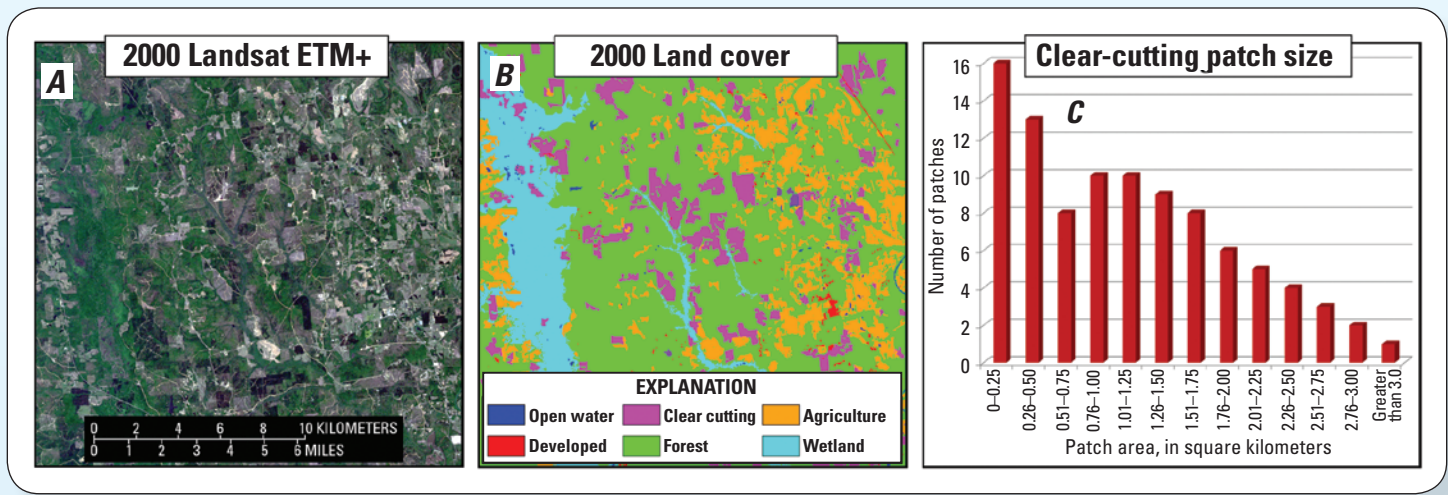 2000 Landsat ETM+
A
0 2 4 6 8 10 KILOMETERS
0 1 2 3 4 5 6 MILES
2000 Land cover
B
EXPLANATION
Open water Clear cutting Agriculture
Developed Forest Wetland
Clear-cutting patch size
C
Number of patches
16
14
12
10
8
6
4
2
0
0–0.25
0.26–0.50
0.51–0.75
0.76–1.00
1.01–1.25
1.26–1.50
1.51–1.75
1.76–2.00
2.01–2.25
2.26–2.50
2.51–2.75
2.76–3.00
Greater
than 3.0
Patch area, in square kilometers